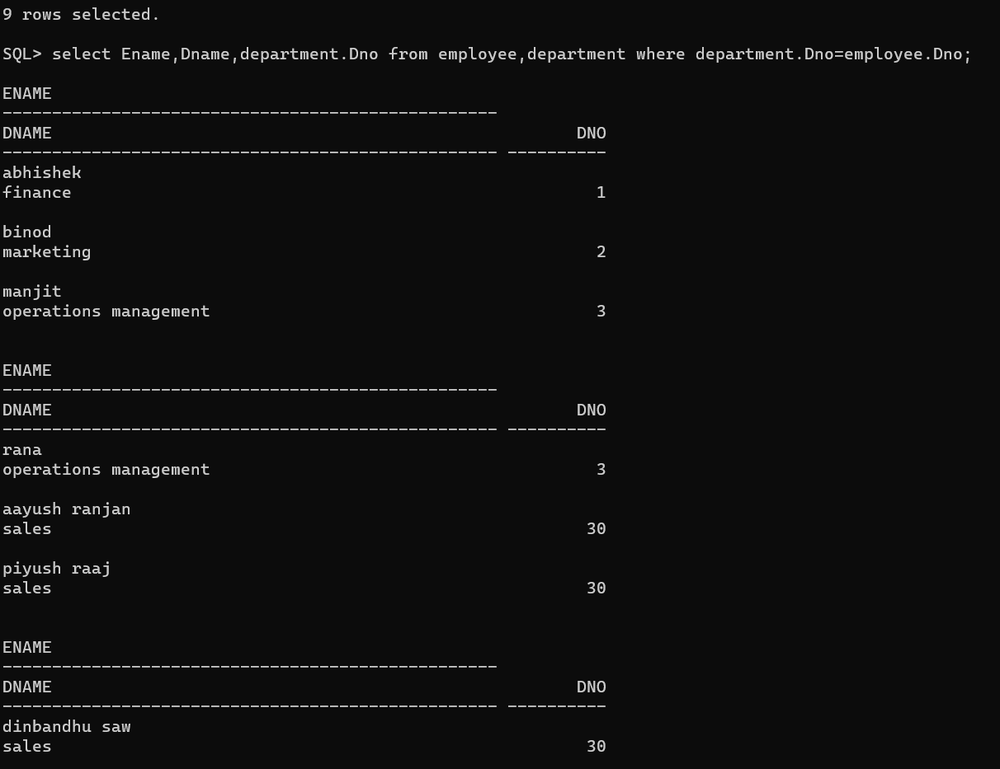 9 rows selected.
SQL> select Ename,Dname,department.Dno from employee,department where department.Dno=employee.Dno;
ENAME
--------------------------------------------------
DNAME                                                     DNO
-------------------------------------------------- ----------
abhishek
finance                                                     1
binod
marketing                                                   2
manjit
operations management                                       3
ENAME
--------------------------------------------------
DNAME                                                     DNO
-------------------------------------------------- ----------
rana
operations management                                       3
aayush ranjan
sales                                                      30
piyush raaj
sales                                                      30
ENAME
--------------------------------------------------
DNAME                                                     DNO
-------------------------------------------------- ----------
dinbandhu saw
sales                                                      30